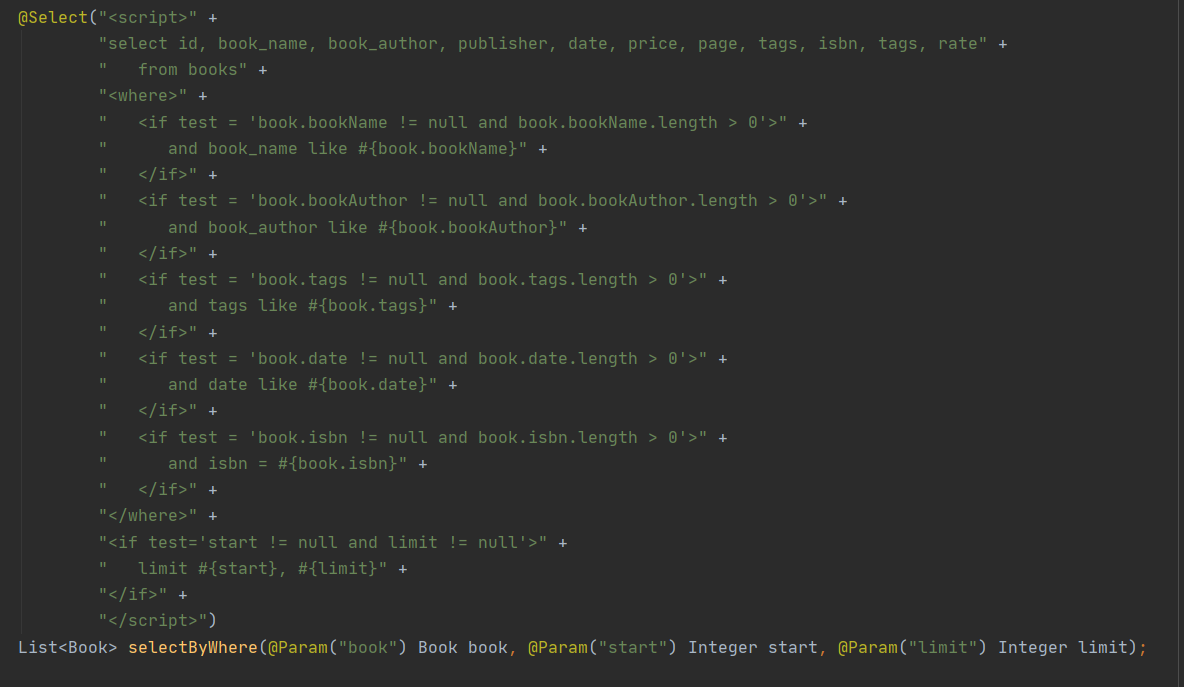 @Select("<script>" +
"select id, book_name, book_author, publisher, date, price, page, tags, isbn, tags, rate" +
"   from books" +
"<where>" +
"   <if test = 'book.bookName != null and book.bookName.length > 0'>" +
"      and book_name like #{book.bookName}" +
"   </if>" +
"   <if test = 'book.bookAuthor != null and book.bookAuthor.length > 0'>" +
"      and book_author like #{book.bookAuthor}" +
"   </if>" +
"   <if test = 'book.tags != null and book.tags.length > 0'>" +
"      and tags like #{book.tags}" +
"   </if>" +
"   <if test = 'book.date != null and book.date.length > 0'>" +
"      and date like #{book.date}" +
"   </if>" +
"   <if test = 'book.isbn != null and book.isbn.length > 0'>" +
"      and isbn = #{book.isbn}" +
"   </if>" +
"</where>" +
"<if test='start != null and limit != null'>" +
"   limit #{start}, #{limit}" +
"</if>" +
"</script>")
List<Book> selectByWhere(@Param("book") Book book, @Param("start") Integer start, @Param("limit") Integer limit);